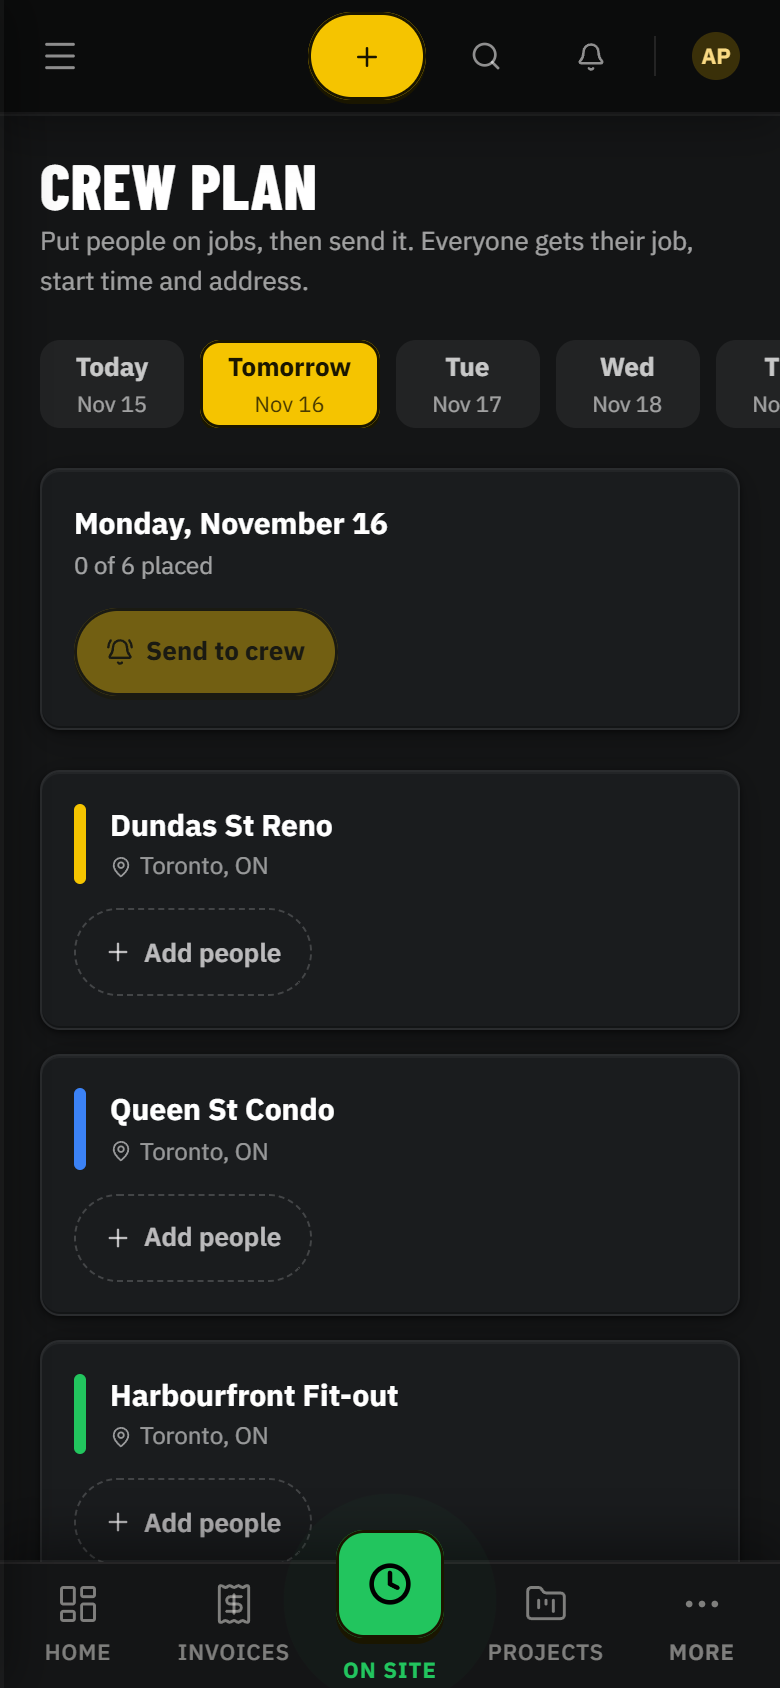 AP
CREW PLAN
Put people on jobs, then send it. Everyone gets their job,
start time and address.
Today
Nov 15
Tomorrow
Nov 16
Tue
Nov 17
Wed
Nov 18
Monday, November 16
0 of 6 placed
Send to crew
Dundas St Reno
Toronto, ON
Add people
Queen St Condo
Toronto, ON
Add people
Harbourfront Fit-out
Toronto, ON
Add people
HOME
INVOICES
ON SITE
PROJECTS
MORE